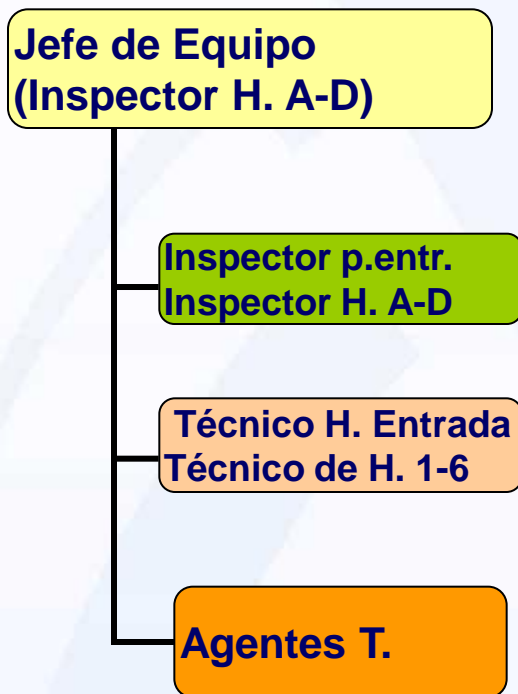 Jefe de Equipo
(Inspector H. A-D)
Inspector p.entr.
Inspector H. A-D
Técnico H. Entrada
Técnico de H. 1-6
Agentes T.